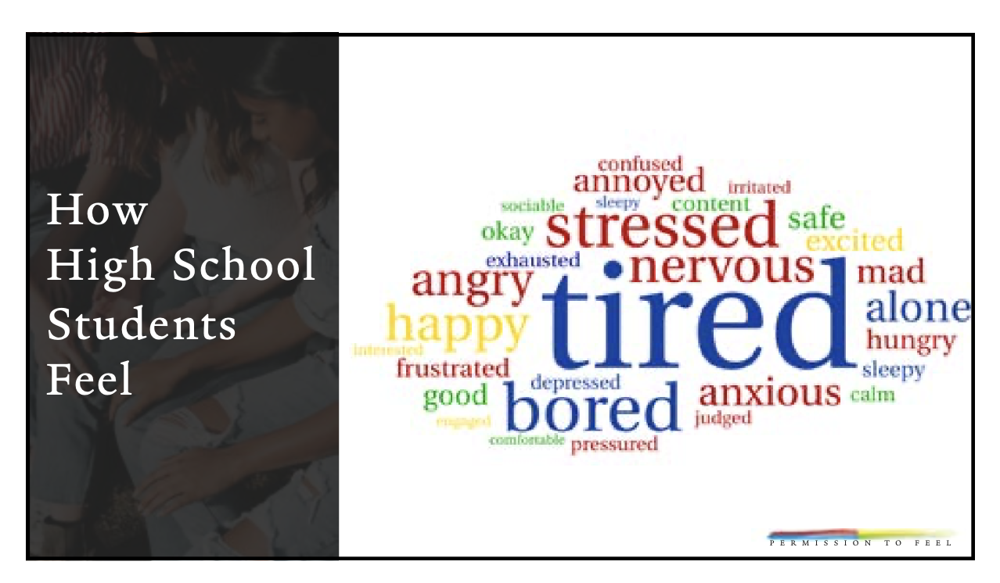 How
High School
Students
Feel
confused
annoyed
irritated
sociable
sleepy
content
stressed
safe
okay
excited
exhausted
nervous
angry
mad
tired
alone
happy
hungry
interested
frustrated
sleepy
depressed
anxious
calm
good
bored
judged
engaged
comfortable
pressured
PERMISSION TO FEEL